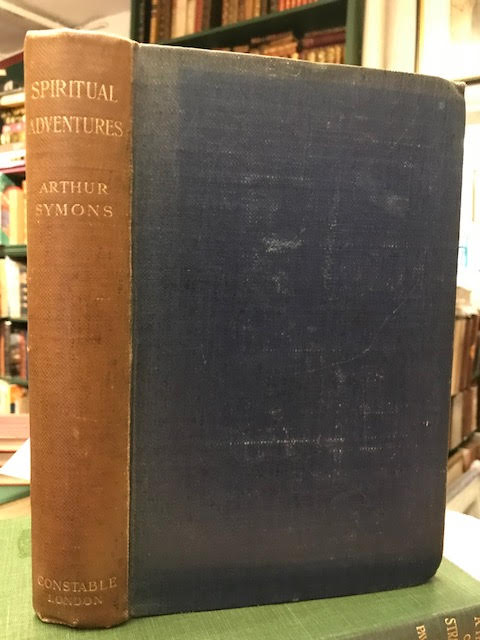 SPIRITUAL
ADVENTURES
ARTHUR
SYMONS
CONSTABLE
LONDON